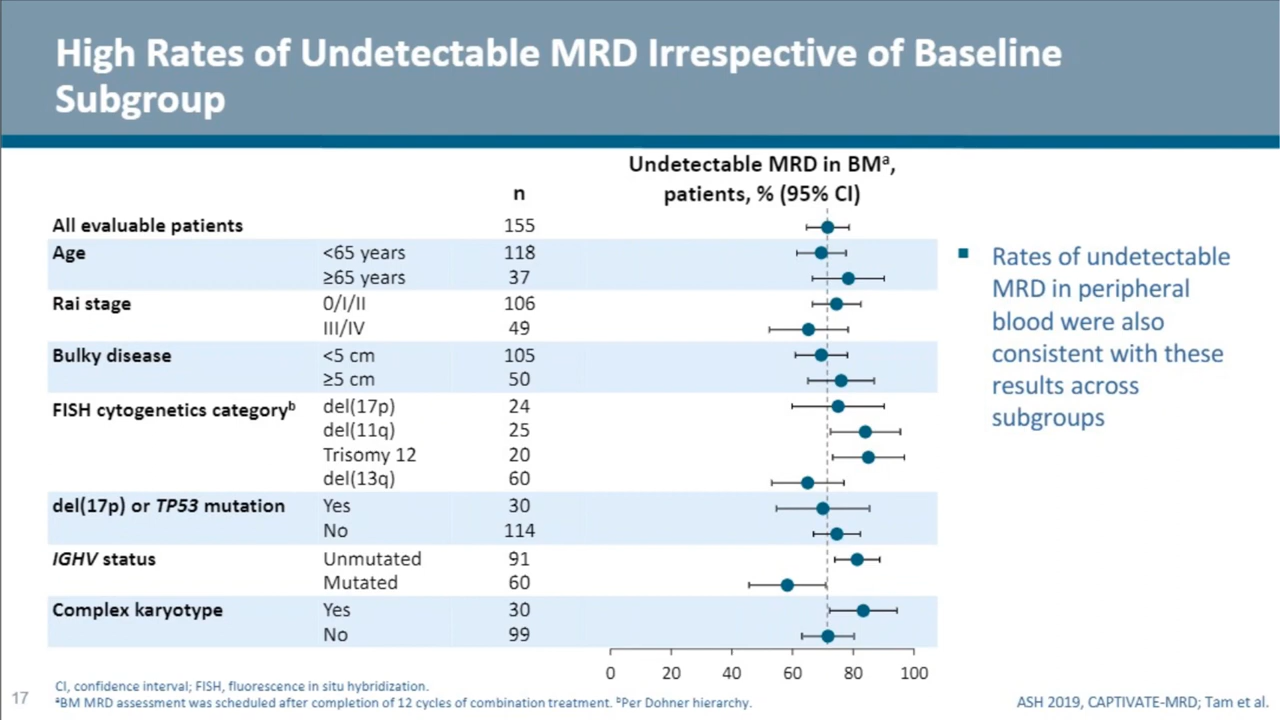 High Rates of Undetectable MRD Irrespective of Baseline
Subgroup
Undetectable MRD in BMᵃ,
n patients, % (95% CI)
All evaluable patients 155
Age <65 years 118
≥65 years 37
Rai stage 0/I/II 106
III/IV 49
Bulky disease <5 cm 105
≥5 cm 50
FISH cytogenetics categoryᵇ del(17p) 24
del(11q) 25
Trisomy 12 20
del(13q) 60
del(17p) or TP53 mutation Yes 30
No 114
IGHV status Unmutated 91
Mutated 60
Complex karyotype Yes 30
No 99
0 20 40 60 80 100
Rates of undetectable
MRD in peripheral
blood were also
consistent with these
results across
subgroups
17
CI, confidence interval; FISH, fluorescence in situ hybridization.
ᵃBM MRD assessment was scheduled after completion of 12 cycles of combination treatment. ᵇPer Dohner hierarchy.
ASH 2019, CAPTIVATE-MRD; Tam et al.